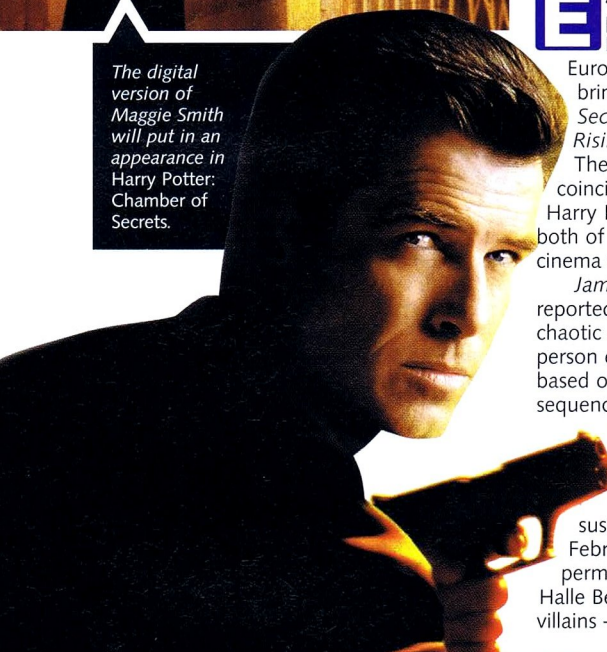 The digital
version of
Maggie Smith
will put in an
appearance in
Harry Potter:
Chamber of
Secrets.
E
Euro
brin
Sec
Risin
The
coinci
Harry
both of
cinema
Jam
reported
chaotic
person
based o
sequenc
sus
Febr
perm
Halle Be
villains -